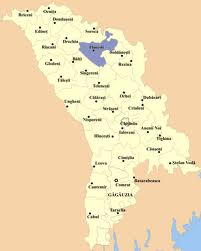 Ocnița
Briceni
Dondușeni
Edineț
Soroca
Rîșcani
Drochia
Florești
Șoldănești
Glodeni
Bălți
Rezina
Sîngerei
Telenești
Fălești
Orhei
Ungheni
Călărași
Criuleni
Strășeni
Dubăsari
Nisporeni
Chișinău
Anenii Noi
Ialoveni
Hîncești
Tighina
Căușeni
Ștefan Vodă
Leova
Cimișlia
Basarabeasca
Cantemir
Comrat
GĂGĂUZIA
Taraclia
Cahul